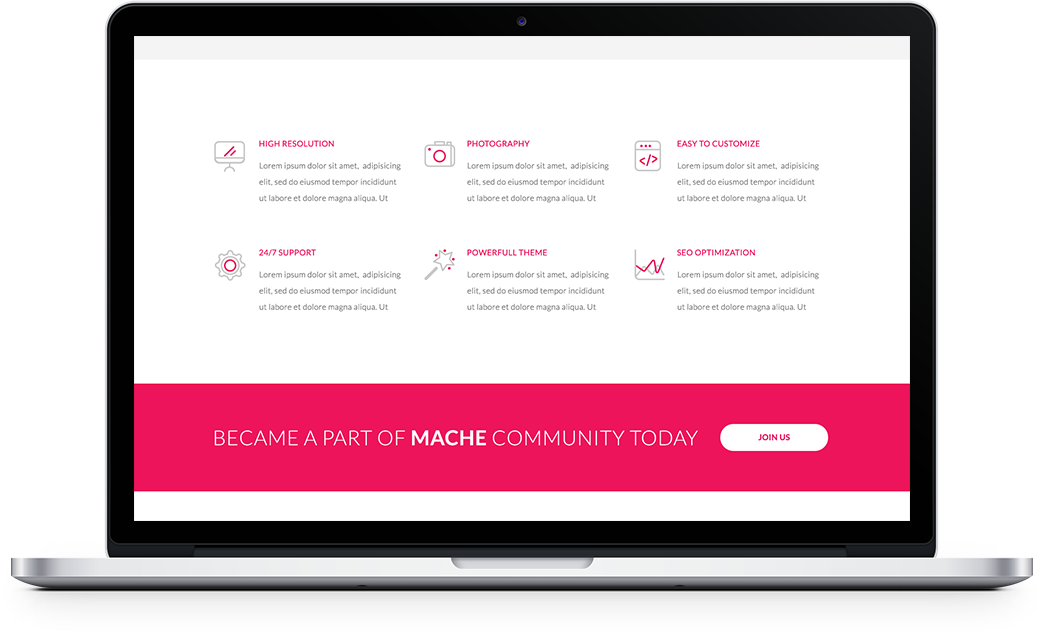 HIGH RESOLUTION
Lorem ipsum dolor sit amet, adipisicing
elit, sed do eiusmod tempor incididunt
ut labore et dolore magna aliqua. Ut
PHOTOGRAPHY
Lorem ipsum dolor sit amet, adipisicing
elit, sed do eiusmod tempor incididunt
ut labore et dolore magna aliqua. Ut
EASY TO CUSTOMIZE
Lorem ipsum dolor sit amet, adipisicing
elit, sed do eiusmod tempor incididunt
ut labore et dolore magna aliqua. Ut
24/7 SUPPORT
Lorem ipsum dolor sit amet, adipisicing
elit, sed do eiusmod tempor incididunt
ut labore et dolore magna aliqua. Ut
POWERFULL THEME
Lorem ipsum dolor sit amet, adipisicing
elit, sed do eiusmod tempor incididunt
ut labore et dolore magna aliqua. Ut
SEO OPTIMIZATION
Lorem ipsum dolor sit amet, adipisicing
elit, sed do eiusmod tempor incididunt
ut labore et dolore magna aliqua. Ut
BECAME A PART OF MACHE COMMUNITY TODAY
JOIN US